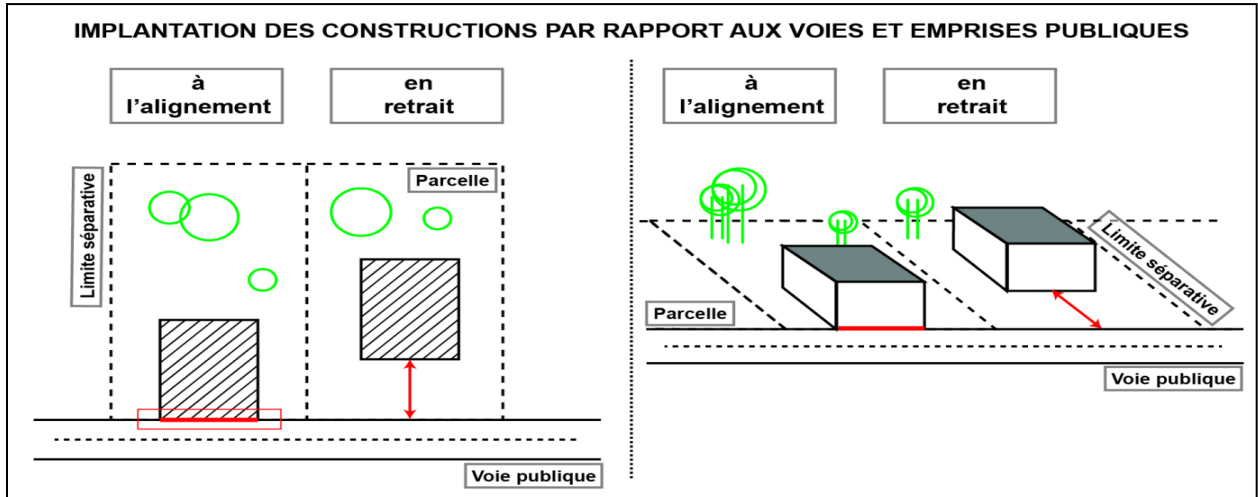 IMPLANTATION DES CONSTRUCTIONS PAR RAPPORT AUX VOIES ET EMPRISES PUBLIQUES
à
l'alignement
en
retrait
Limite séparative
Parcelle
Voie publique
à
l'alignement
en
retrait
Limite séparative
Parcelle
Voie publique